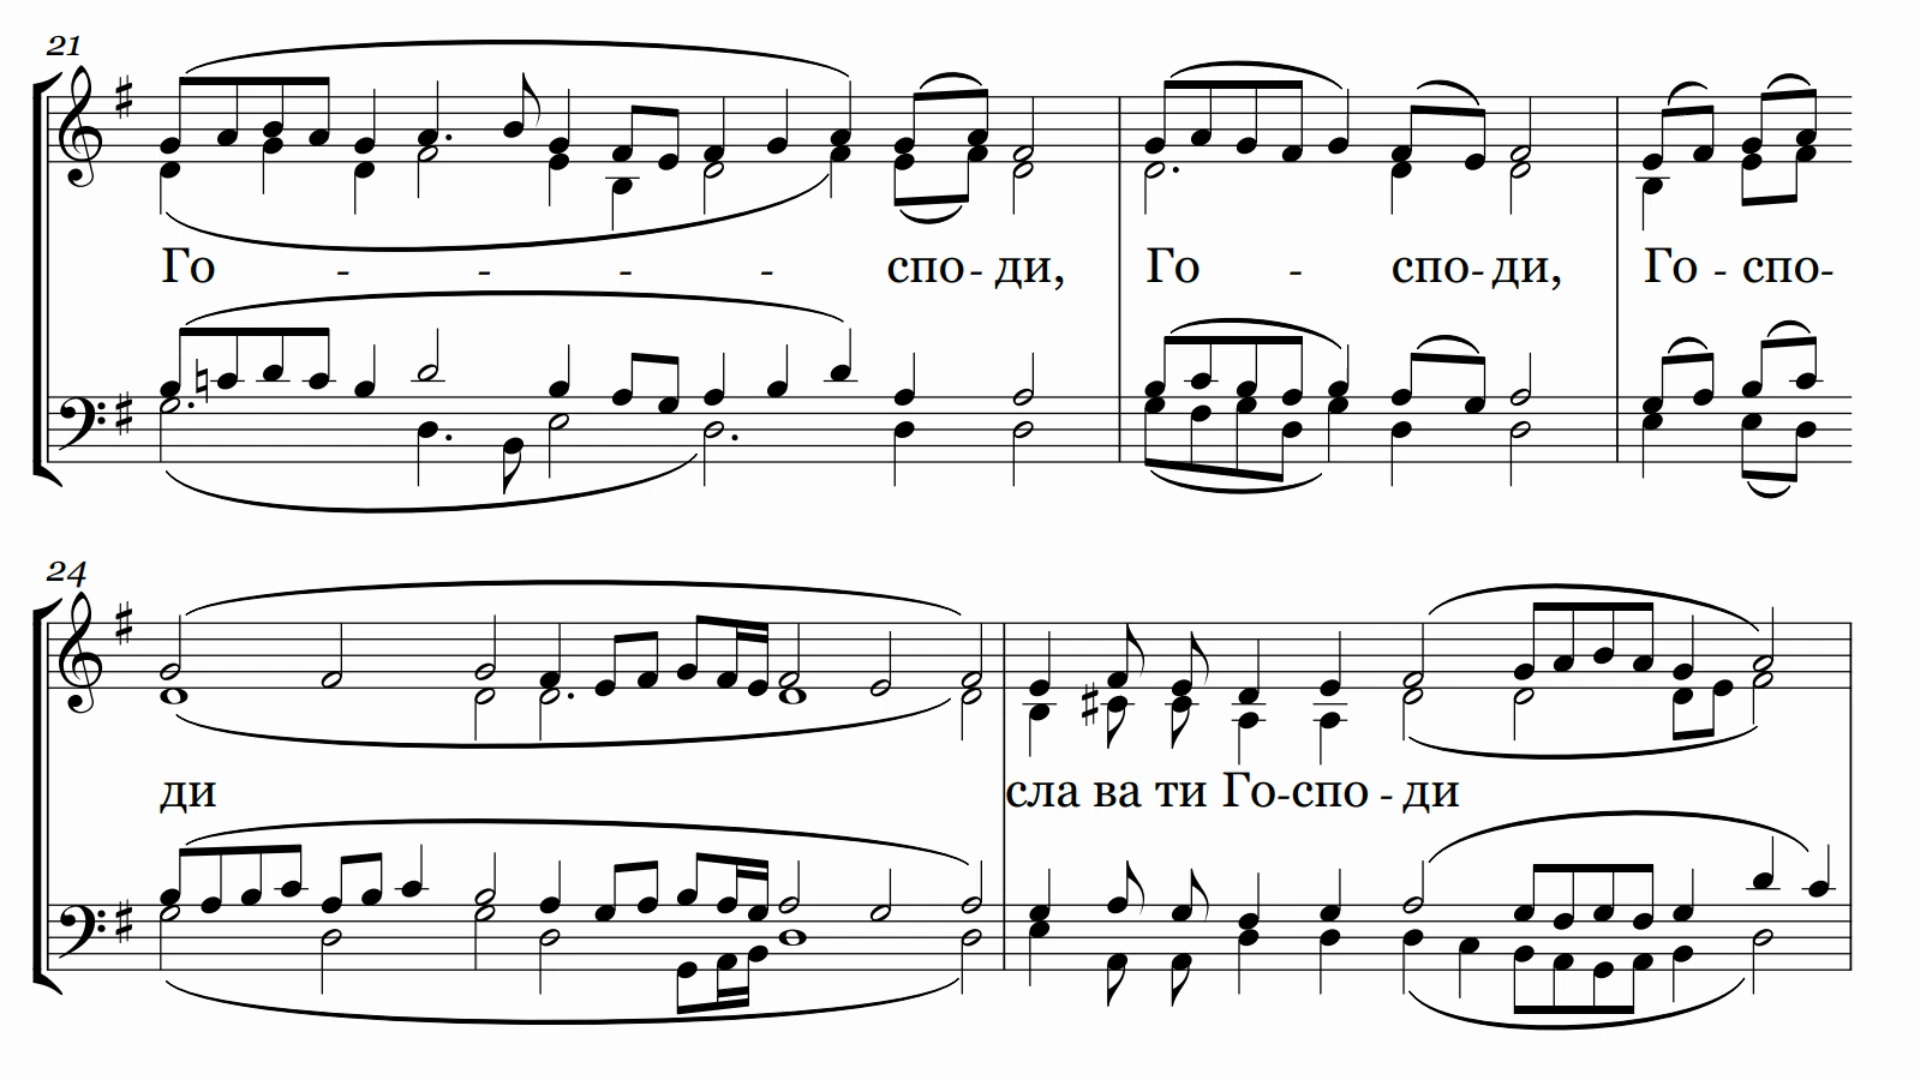 21
Го - - - - спо- ди, Го - спо-ди, Го - спо-
24
ди сла ва ти Го-спо - ди